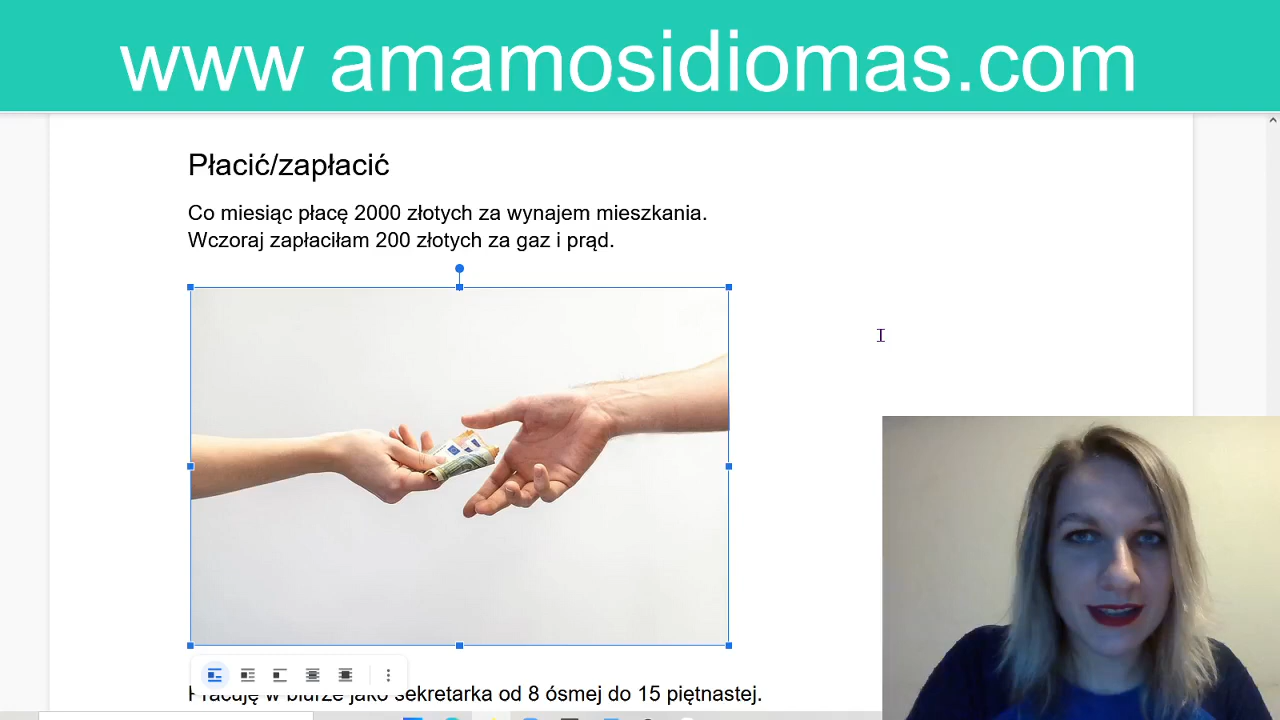 www amamosidiomas.com
Płacić/zapłacić
Co miesiąc płacę 2000 złotych za wynajem mieszkania.
Wczoraj zapłaciłam 200 złotych za gaz i prąd.
Pracuję w biurze jako sekretarka od 8 ósmej do 15 piętnastej.